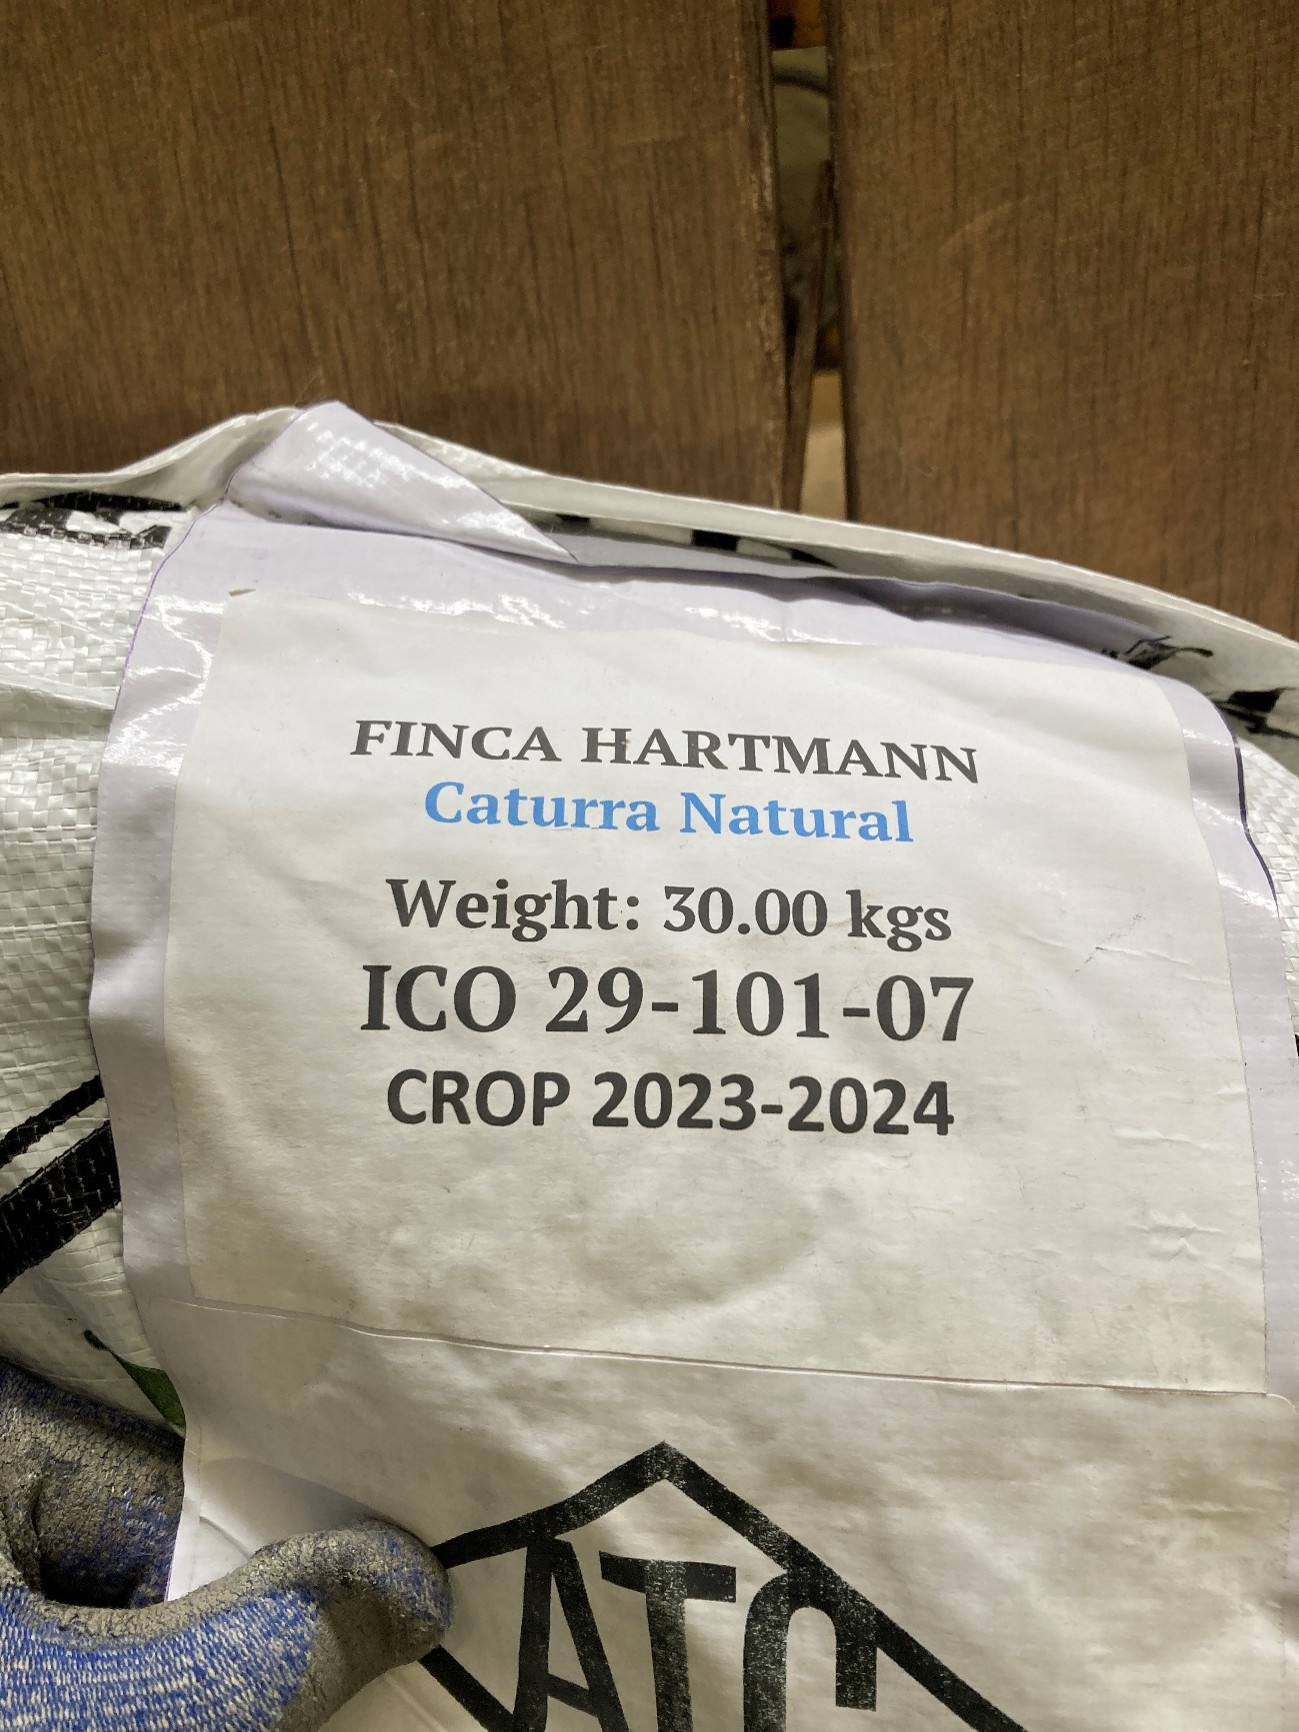 FINCA HARTMANN
Caturra Natural
Weight: 30.00 kgs
ICO 29-101-07
CROP 2023-2024